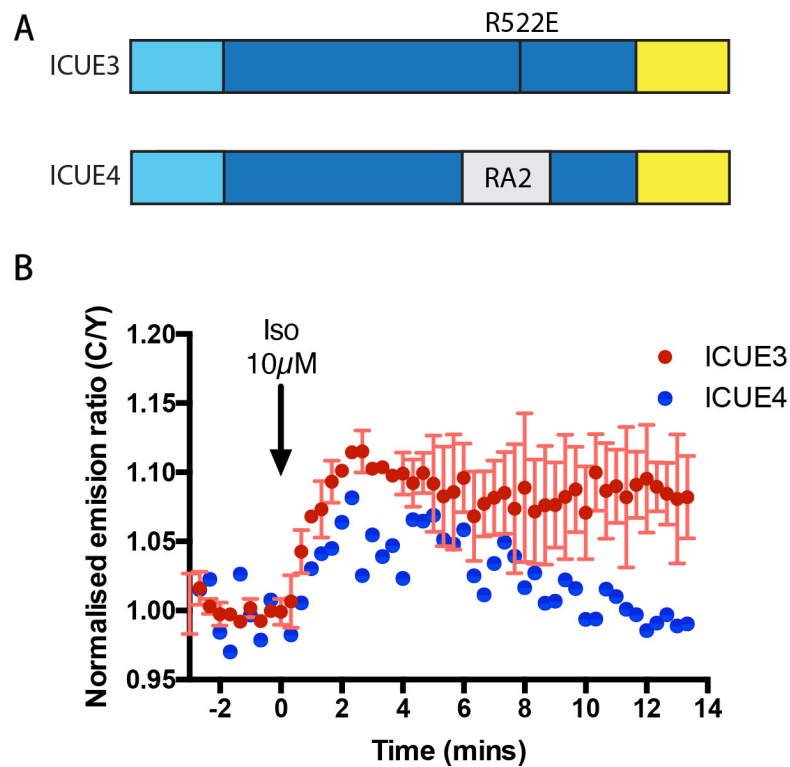 A
R522E
ICUE3
ICUE4
RA2
B
Normalised emision ratio (C/Y)
1.20
1.15
1.10
1.05
1.00
0.95
Iso
10µM
ICUE3
ICUE4
-2 0 2 4 6 8 10 12 14
Time (mins)